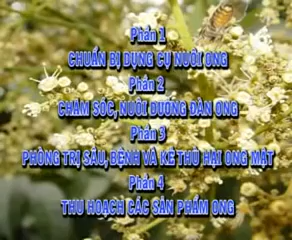 Phần 1
CHUẨN BỊ DỤNG CỤ NUÔI ONG
Phần 2
CHĂM SÓC, NUÔI DƯỠNG ĐÀN ONG
Phần 3
PHÒNG TRỊ SÂU, BỆNH VÀ KẺ THÙ HẠI ONG MẬT
Phần 4
THU HOẠCH CÁC SẢN PHẨM ONG